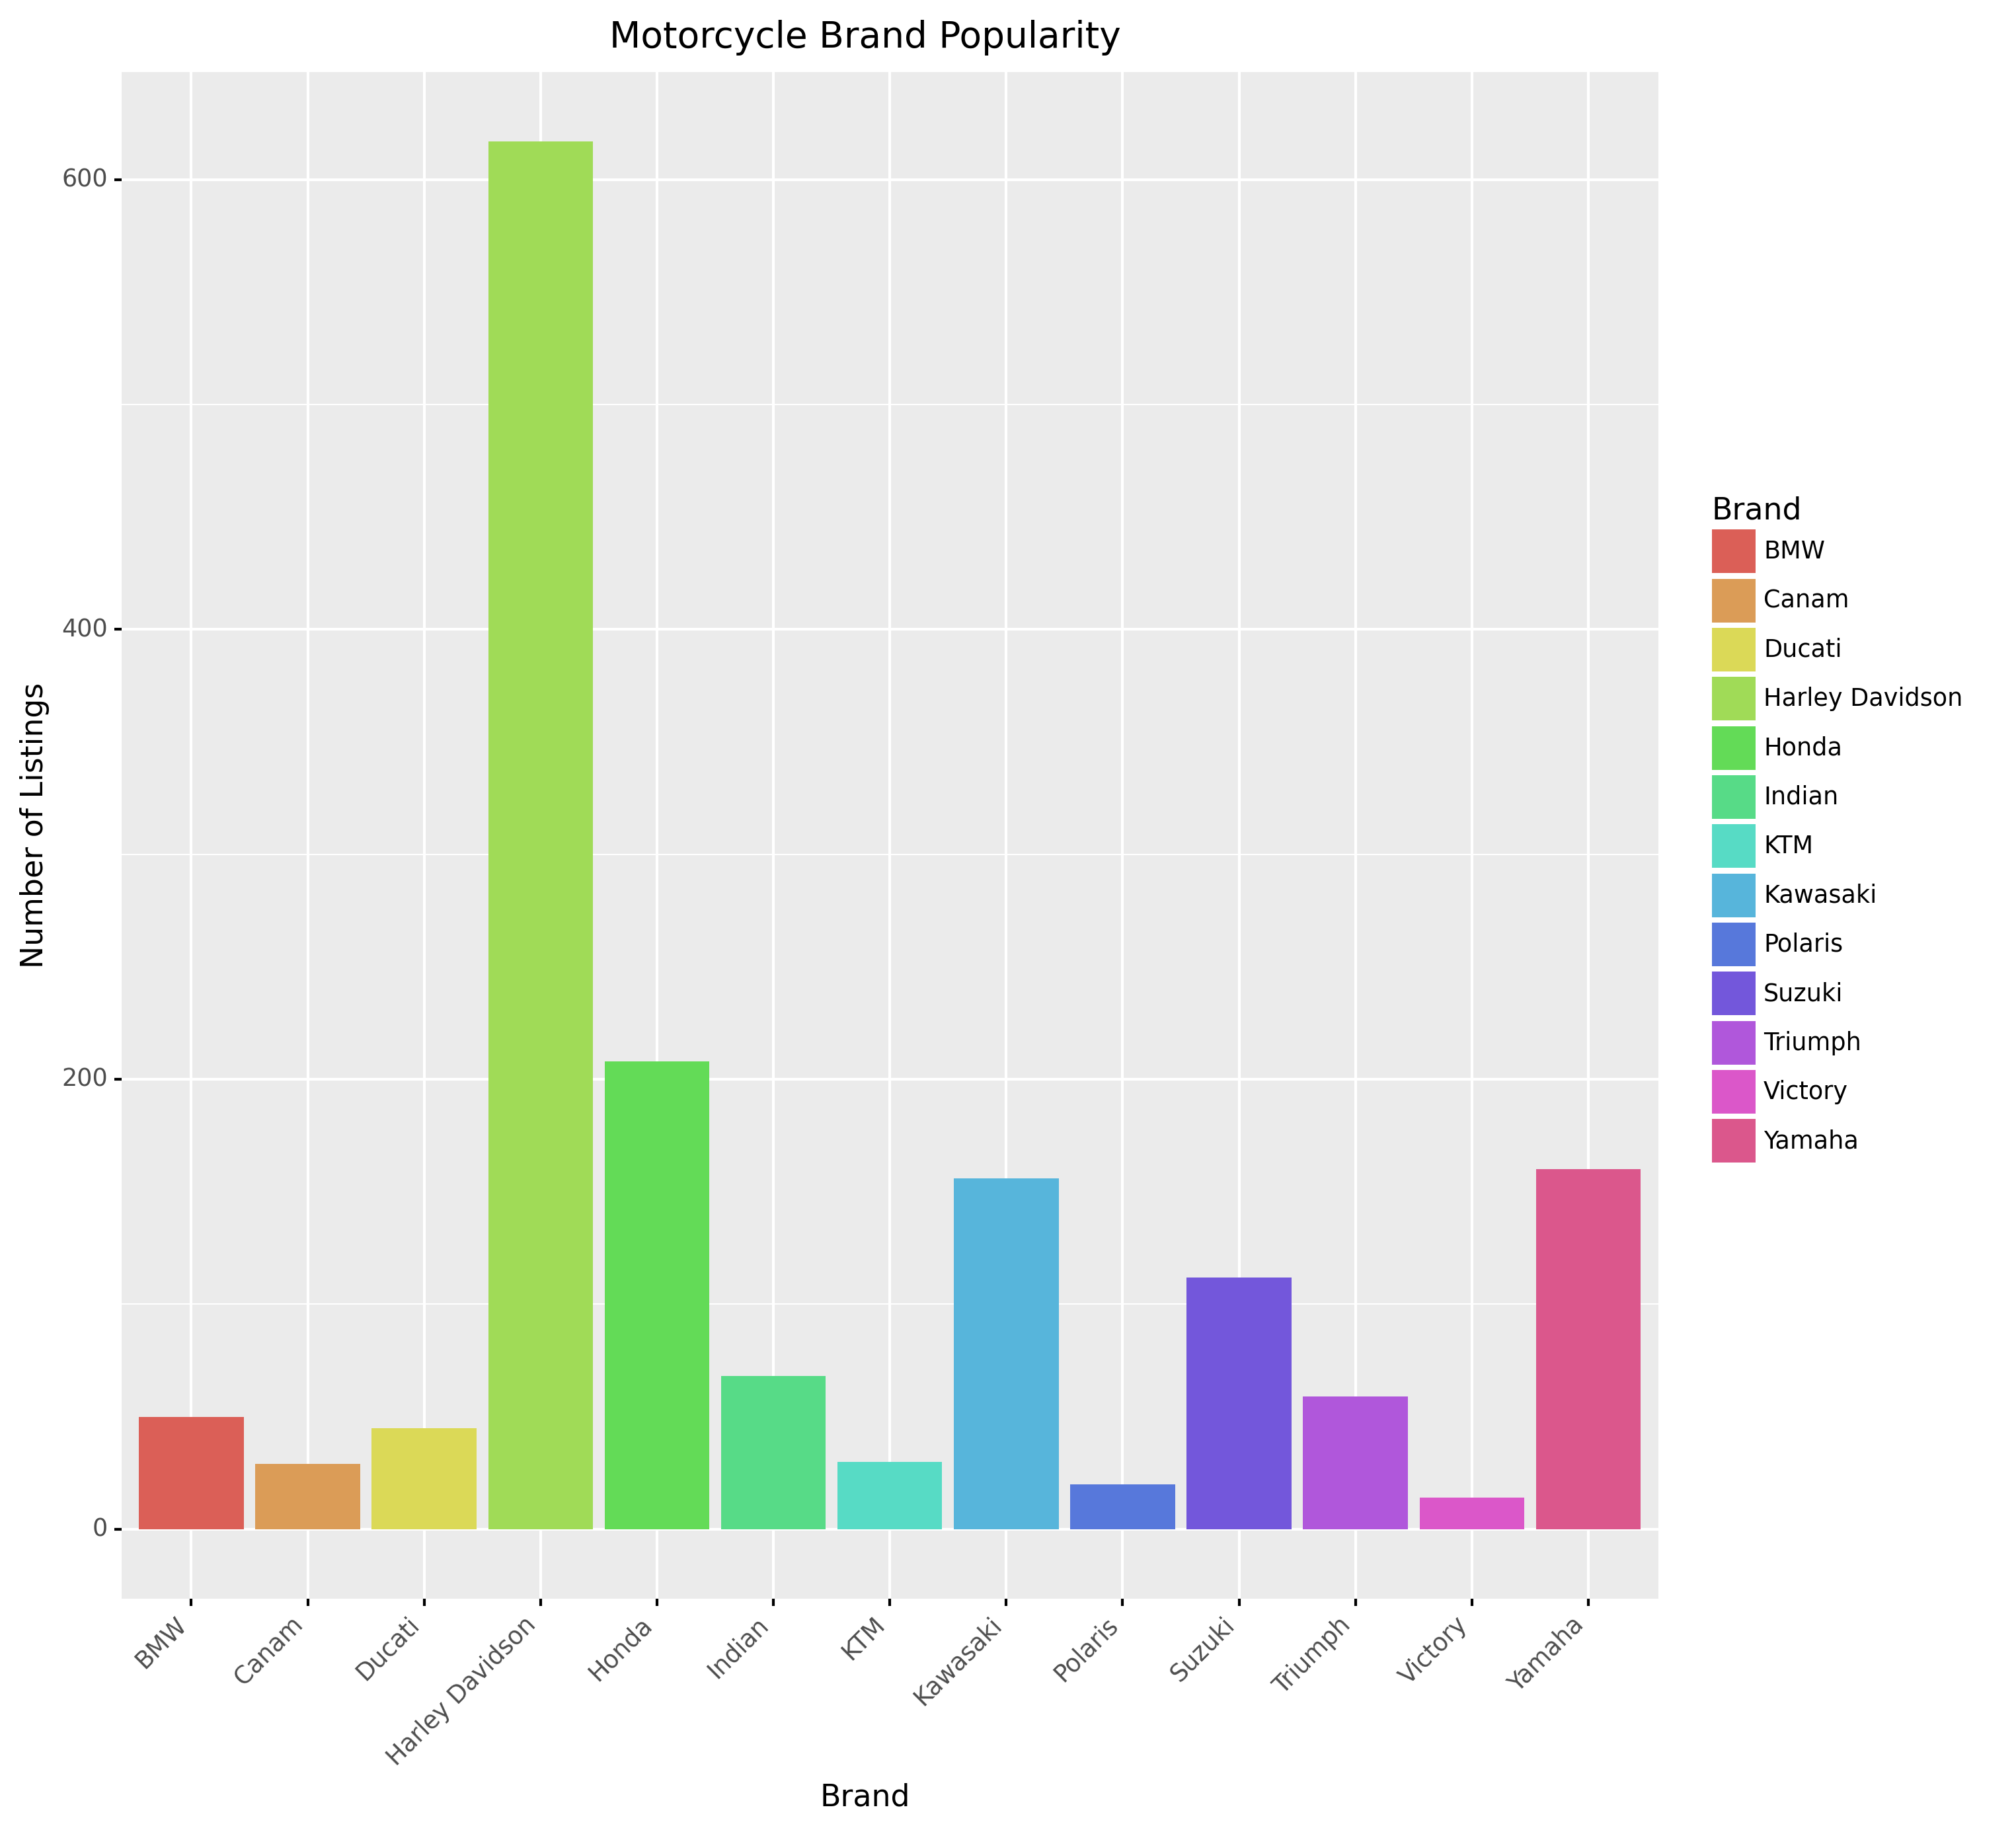 Motorcycle Brand Popularity
Number of Listings
600
400
200
0
BMW
Canam
Ducati
Harley Davidson
Honda
Indian
KTM
Kawasaki
Polaris
Suzuki
Triumph
Victory
Yamaha
Brand
Brand
BMW
Canam
Ducati
Harley Davidson
Honda
Indian
KTM
Kawasaki
Polaris
Suzuki
Triumph
Victory
Yamaha